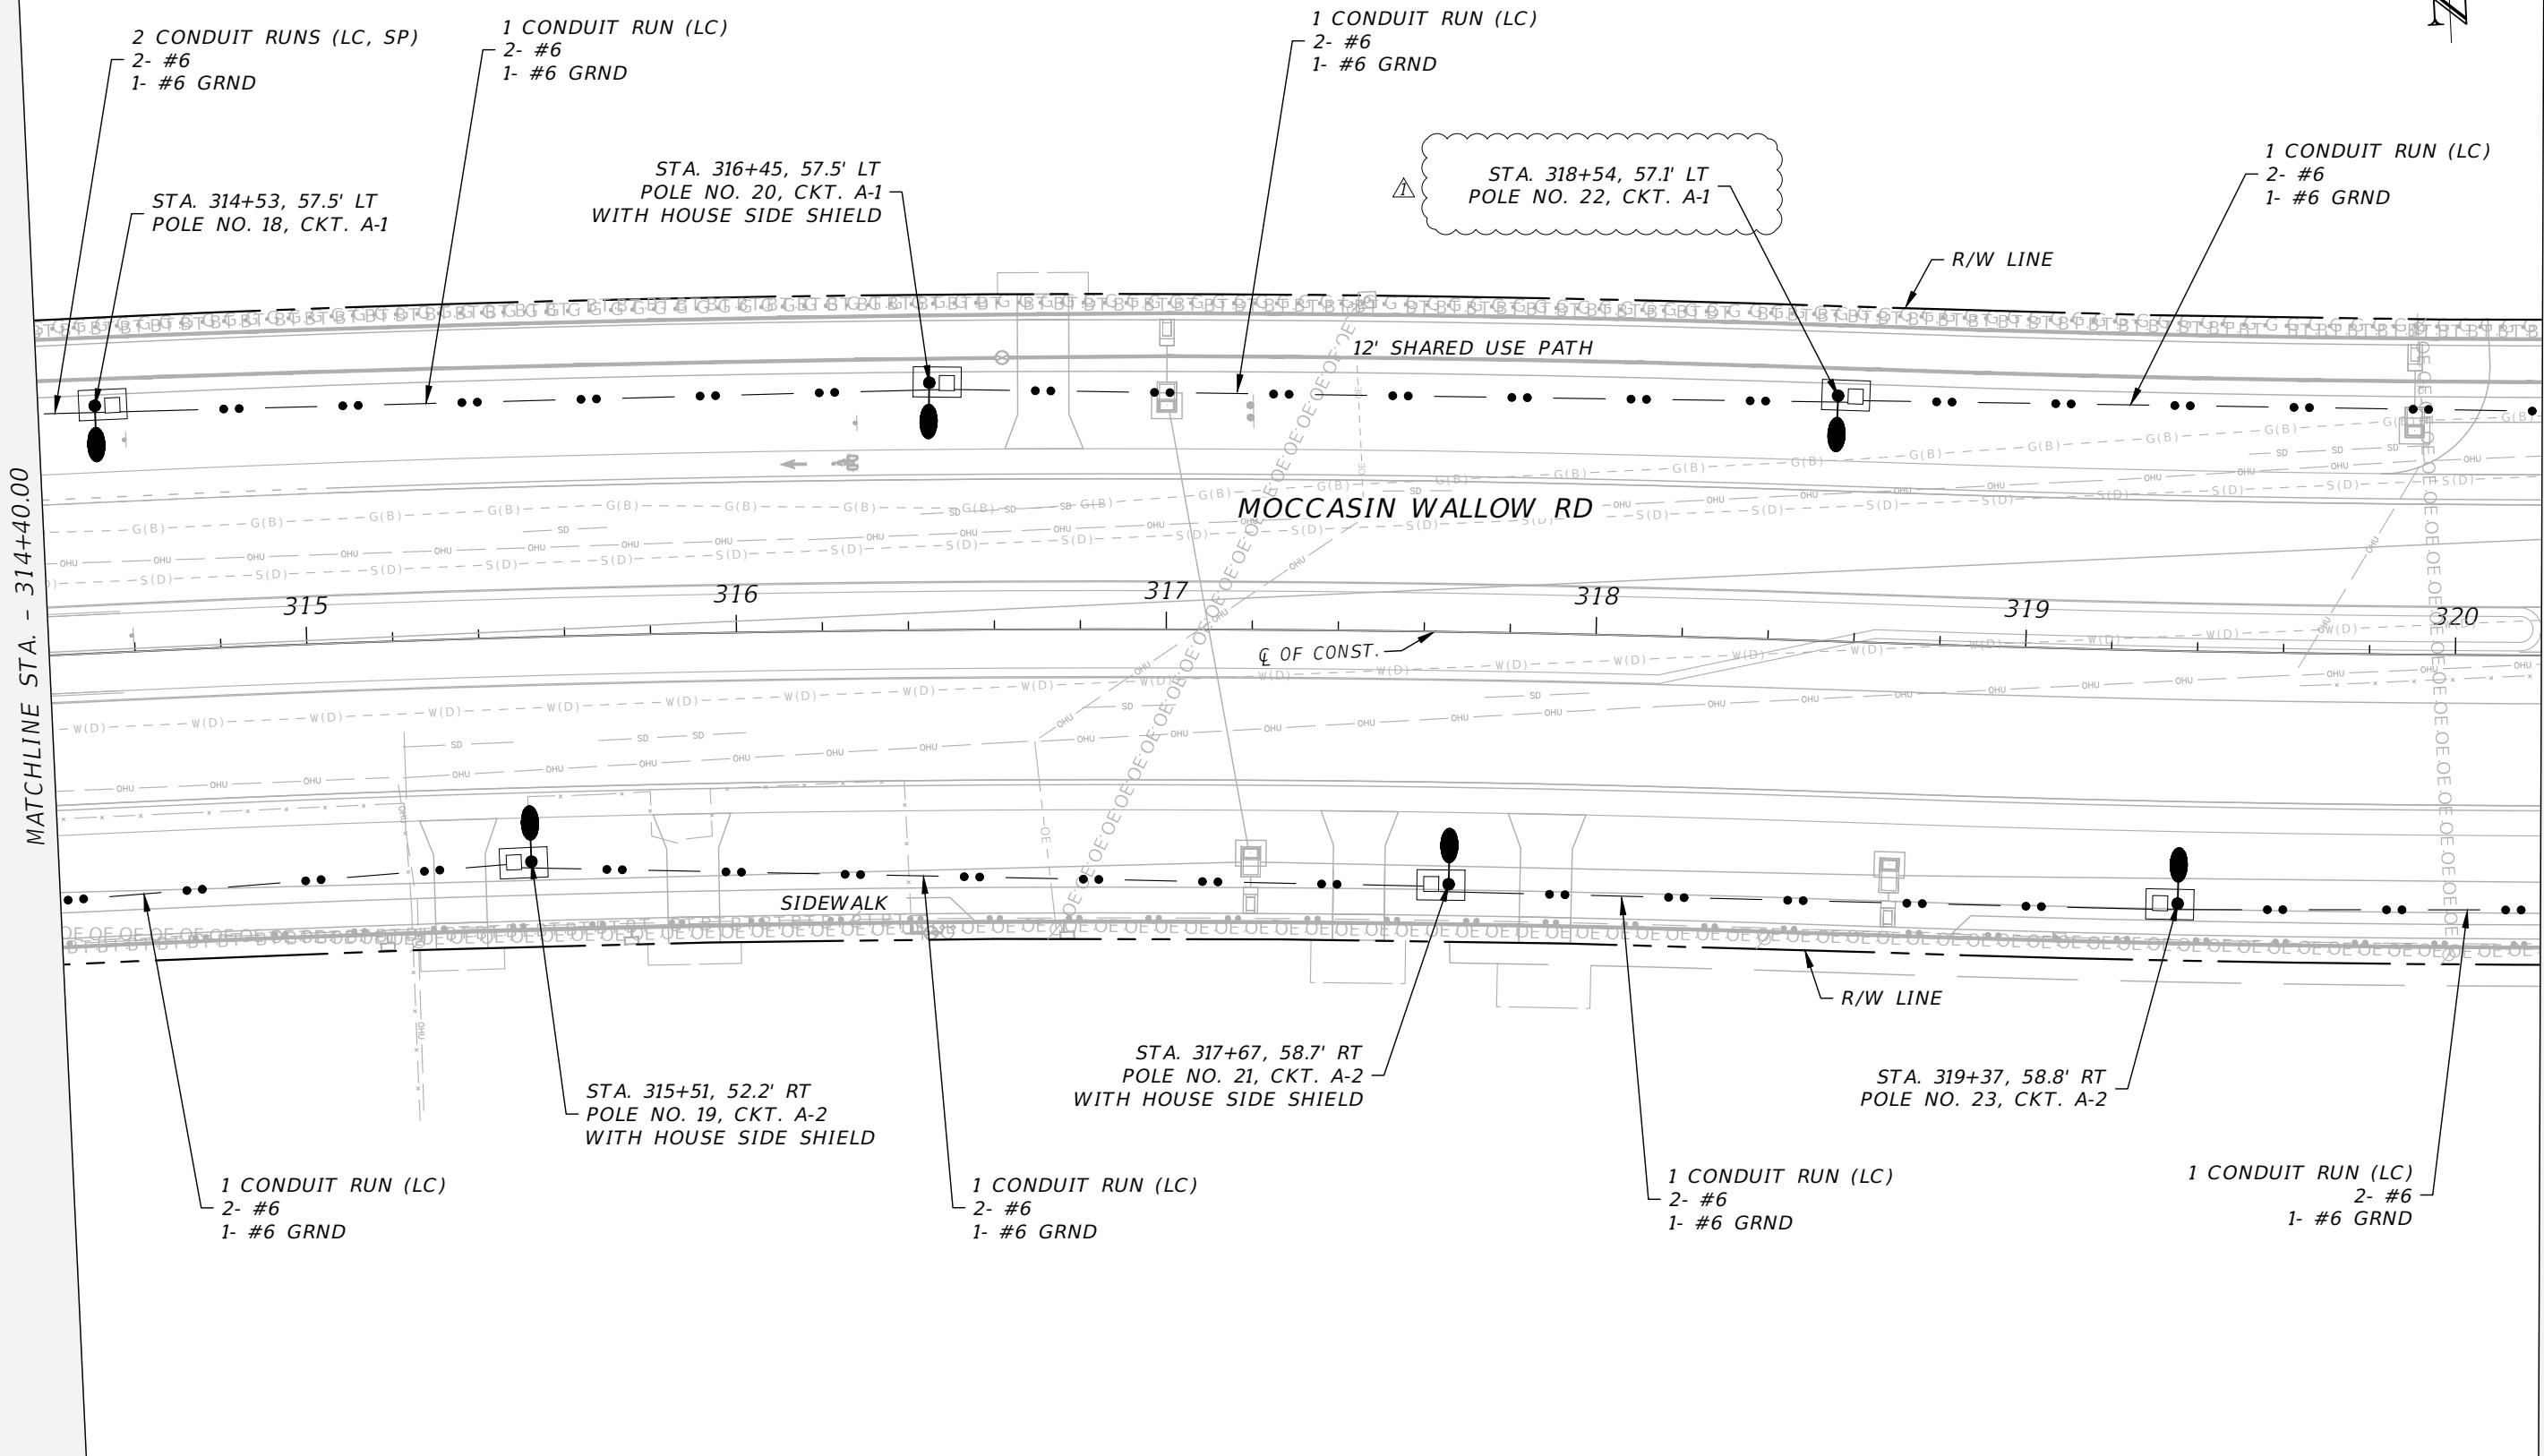 2 CONDUIT RUNS (LC, SP)
2- #6
1- #6 GRND
1 CONDUIT RUN (LC)
2- #6
1- #6 GRND
1 CONDUIT RUN (LC)
2- #6
1- #6 GRND
N
STA. 314+53, 57.5' LT
POLE NO. 18, CKT. A-1
STA. 316+45, 57.5' LT
POLE NO. 20, CKT. A-1
WITH HOUSE SIDE SHIELD
1
STA. 318+54, 57.1' LT
POLE NO. 22, CKT. A-1
1 CONDUIT RUN (LC)
2- #6
1- #6 GRND
R/W LINE
12' SHARED USE PATH
MOCCASIN WALLOW RD
MATCHLINE STA. - 314+40.00
315
316
317
318
319
320
℄ OF CONST.
SIDEWALK
R/W LINE
STA. 315+51, 52.2' RT
POLE NO. 19, CKT. A-2
WITH HOUSE SIDE SHIELD
STA. 317+67, 58.7' RT
POLE NO. 21, CKT. A-2
WITH HOUSE SIDE SHIELD
STA. 319+37, 58.8' RT
POLE NO. 23, CKT. A-2
1 CONDUIT RUN (LC)
2- #6
1- #6 GRND
1 CONDUIT RUN (LC)
2- #6
1- #6 GRND
1 CONDUIT RUN (LC)
2- #6
1- #6 GRND
1 CONDUIT RUN (LC)
2- #6
1- #6 GRND